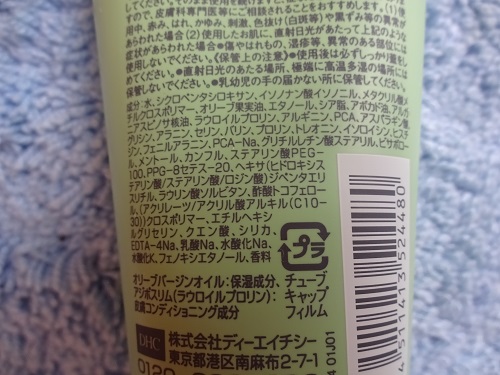 すので、皮膚科専門医等にご相談されることをおすすめします。(1)使
用中、赤み、はれ、かゆみ、刺激、色抜け(白斑等)や黒ずみ等の異常が
あらわれた場合(2)使用したお肌に、直射日光があたって上のような
症状があらわれた場合●傷やはれもの、湿疹等、異常のある部位には
使用しないでください。《保管上の注意》●使用後は必ずしっかり蓋をし
めてください。●直射日光のあたる場所、極端に高温多湿の場所には
保管しないでください。●乳幼児の手の届かない所に保管してください。
成分:水、シクロペンタシロキサン、イソノナン酸イソノニル、メタクリル酸メ
チルクロスポリマー、オリーブ果実油、エタノール、シア脂、アボカド油、
ニアスピノサ核油、ラウロイルプロリン、アルギニン、PCA、アスパラギン酸
グリシン、アラニン、セリン、バリン、プロリン、トレオニン、イソロイシン、ヒスチ
ジン、フェニルアラニン、PCA-Na、グリチルレチン酸ステアリル、ビサボロー
ル、メントール、カンフル、ステアリン酸PEG-
100、PPG-8セテス-20、ヘキサ(ヒドロキシス
テアリン酸/ステアリン酸/ロジン酸)ジペンタエリ
スリチル、ラウリン酸ソルビタン、酢酸トコフェロー
ル、(アクリレーツ/アクリル酸アルキル(C10-
30))クロスポリマー、エチルヘキシ
ルグリセリン、クエン酸、シリカ、
EDTA-4Na、乳酸Na、水酸化Na、
水酸化K、フェノキシエタノール、香料
プラ
オリーブバージンオイル:保湿成分、 チューブ
アジポスリム(ラウロイルプロリン): キャップ
皮膚コンディショニング成分 フィルム
DHC 株式会社ディーエイチシー
東京都港区南麻布2-7-1
0120
4 01J01
4511413524480